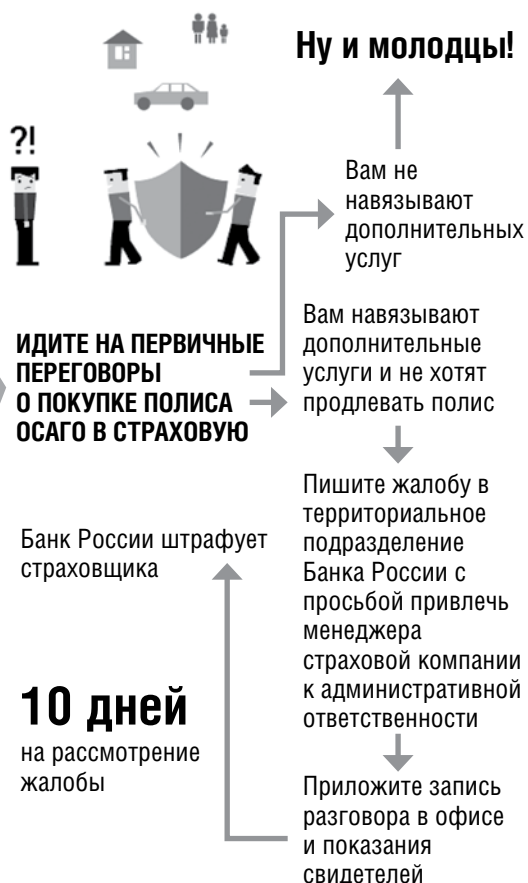 Ну и молодцы!
?!
Вам не
навязывают
дополнительных
услуг
ИДИТЕ НА ПЕРВИЧНЫЕ
ПЕРЕГОВОРЫ
О ПОКУПКЕ ПОЛИСА
ОСАГО В СТРАХОВУЮ
Вам навязывают
дополнительные
услуги и не хотят
продлевать полис
Пишите жалобу в
территориальное
подразделение
Банка России с
просьбой привлечь
менеджера
страховой компании
к административной
ответственности
Приложите запись
разговора в офисе
и показания
свидетелей
Банк России штрафует
страховщика
10 дней
на рассмотрение
жалобы